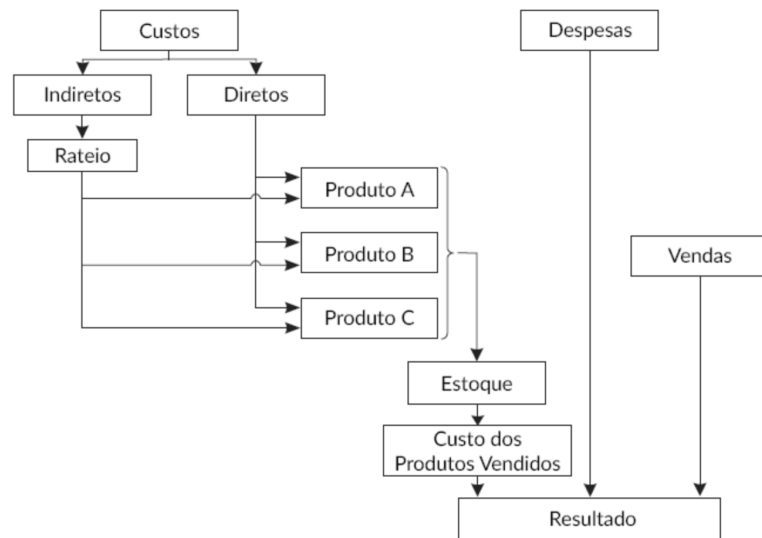 Custos
Despesas
Indiretos
Diretos
Rateio
Produto A
Produto B
Vendas
Produto C
Estoque
Custo dos
Produtos Vendidos
Resultado